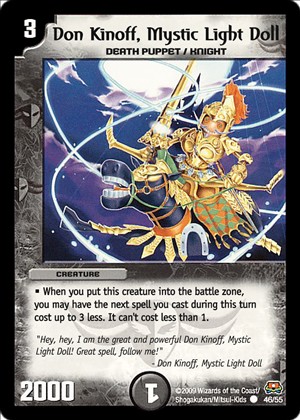 3
Don Kinoff, Mystic Light Doll
DEATH PUPPET / KNIGHT
CREATURE
■ When you put this creature into the battle zone,
you may have the next spell you cast during this
turn cost up to 3 less. It can't cost less than 1.
"Hey, hey, I am the great and powerful Don Kinoff, Mystic
Light Doll! Great spell, follow me!"
- Don Kinoff, Mystic Light Doll
2000
1
©2009 Wizards of the Coast/
Shogakukan/Mitsui-Kids
46/55